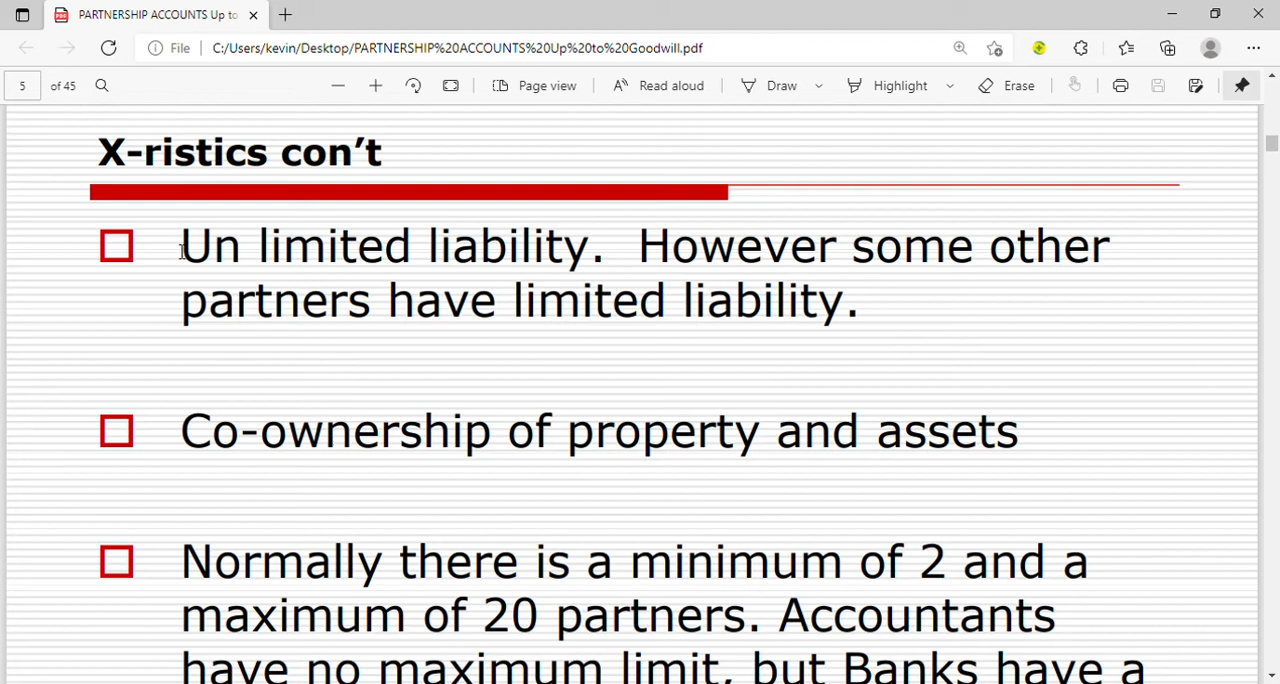 PARTNERSHIP ACCOUNTS Up to
File C:/Users/kevin/Desktop/PARTNERSHIP%20ACCOUNTS%20Up%20to%20Goodwill.pdf
5 of 45 Page view Read aloud Draw Highlight Erase
X-ristics con’t
Un limited liability. However some other
partners have limited liability.
Co-ownership of property and assets
Normally there is a minimum of 2 and a
maximum of 20 partners. Accountants
have no maximum limit, but Banks have a